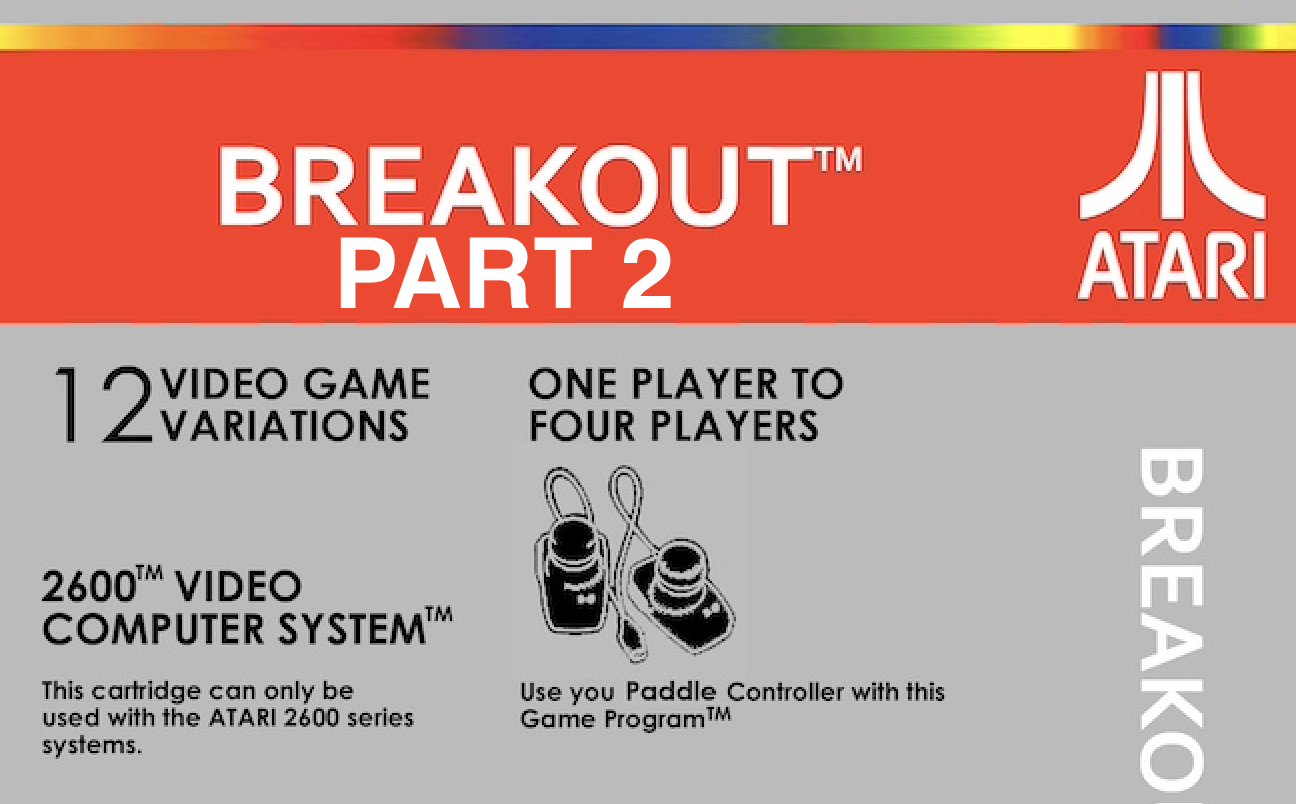 BREAKOUT™
PART 2
ATARI
12 VIDEO GAME
VARIATIONS
ONE PLAYER TO
FOUR PLAYERS
2600™ VIDEO
COMPUTER SYSTEM™
This cartridge can only be
used with the ATARI 2600 series
systems.
Use you Paddle Controller with this
Game Program™
BREAKO